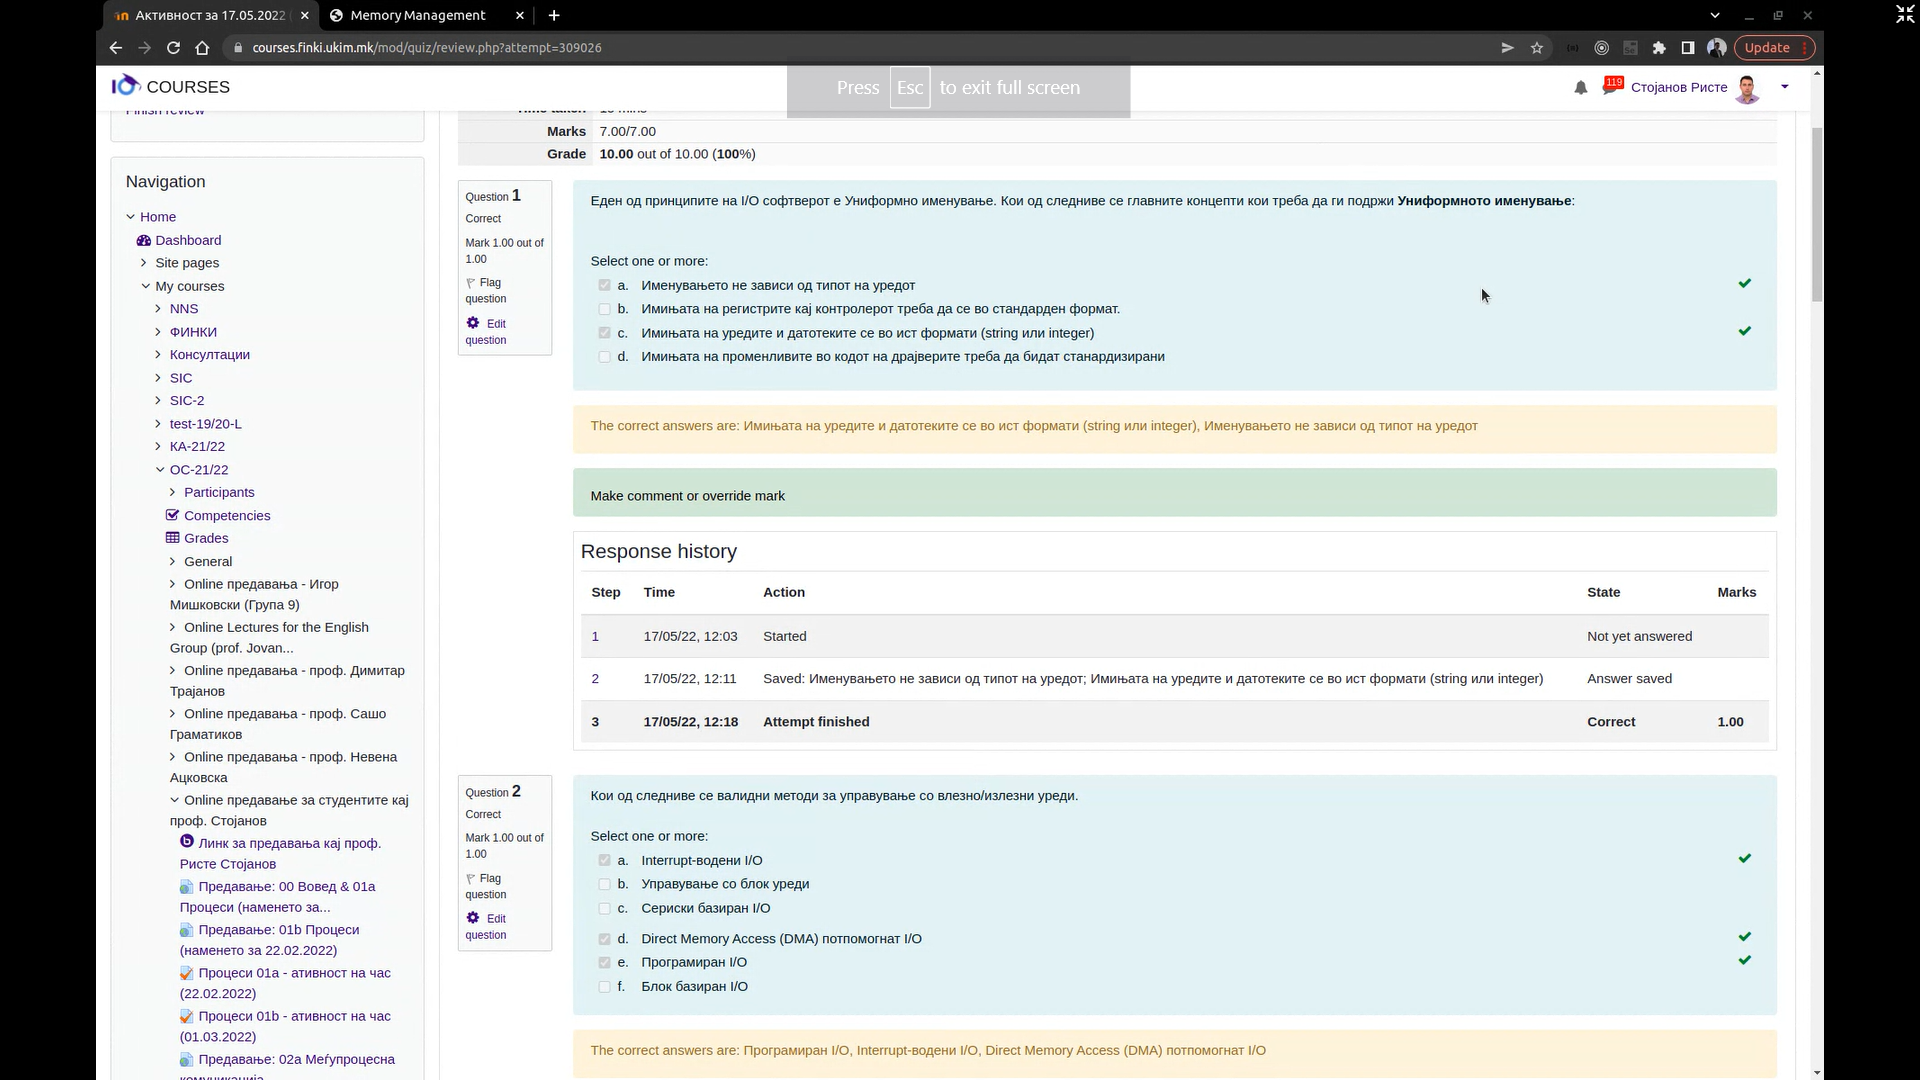 Активност за 17.05.2022
Memory Management
courses.finki.ukim.mk/mod/quiz/review.php?attempt=309026
Update
COURSES
Press Esc to exit full screen
119
Стојанов Ристе
Finish review
Marks 7.00/7.00
Grade 10.00 out of 10.00 (100%)
Navigation
Home
Dashboard
Site pages
My courses
NNS
ФИНКИ
Консултации
SIC
SIC-2
test-19/20-L
КА-21/22
ОС-21/22
Participants
Competencies
Grades
General
Online предавања - Игор
Мишковски (Група 9)
Online Lectures for the English
Group (prof. Jovan...
Online предавања - проф. Димитар
Трајанов
Online предавања - проф. Сашо
Граматиков
Online предавања - проф. Невена
Ацковска
Online предавање за студентите кај
проф. Стојанов
Линк за предавања кај проф.
Ристе Стојанов
Предавање: 00 Вовед & 01а
Процеси (наменето за...
Предавање: 01b Процеси
(наменето за 22.02.2022)
Процеси 01а - ативност на час
(22.02.2022)
Процеси 01b - ативност на час
(01.03.2022)
Предавање: 02а Меѓупроцесна
Question 1
Correct
Mark 1.00 out of
1.00
Flag
question
Edit
question
Еден од принципите на I/O софтверот е Униформно именување. Кои од следниве се главните концепти кои треба да ги подржи Униформното именување:
Select one or more:
a. Именувањето не зависи од типот на уредот
b. Имињата на регистрите кај контролерот треба да се во стандарден формат.
c. Имињата на уредите и датотеките се во ист формати (string или integer)
d. Имињата на променливите во кодот на драјверите треба да бидат станардизирани
The correct answers are: Имињата на уредите и датотеките се во ист формати (string или integer), Именувањето не зависи од типот на уредот
Make comment or override mark
Response history
Step Time Action State Marks
1 17/05/22, 12:03 Started Not yet answered
2 17/05/22, 12:11 Saved: Именувањето не зависи од типот на уредот; Имињата на уредите и датотеките се во ист формати (string или integer) Answer saved
3 17/05/22, 12:18 Attempt finished Correct 1.00
Question 2
Correct
Mark 1.00 out of
1.00
Flag
question
Edit
question
Кои од следниве се валидни методи за управување со влезно/излезни уреди.
Select one or more:
a. Interrupt-водени I/O
b. Управување со блок уреди
c. Сериски базиран I/O
d. Direct Memory Access (DMA) потпомогнат I/O
e. Програмиран I/O
f. Блок базиран I/O
The correct answers are: Програмиран I/O, Interrupt-водени I/O, Direct Memory Access (DMA) потпомогнат I/O